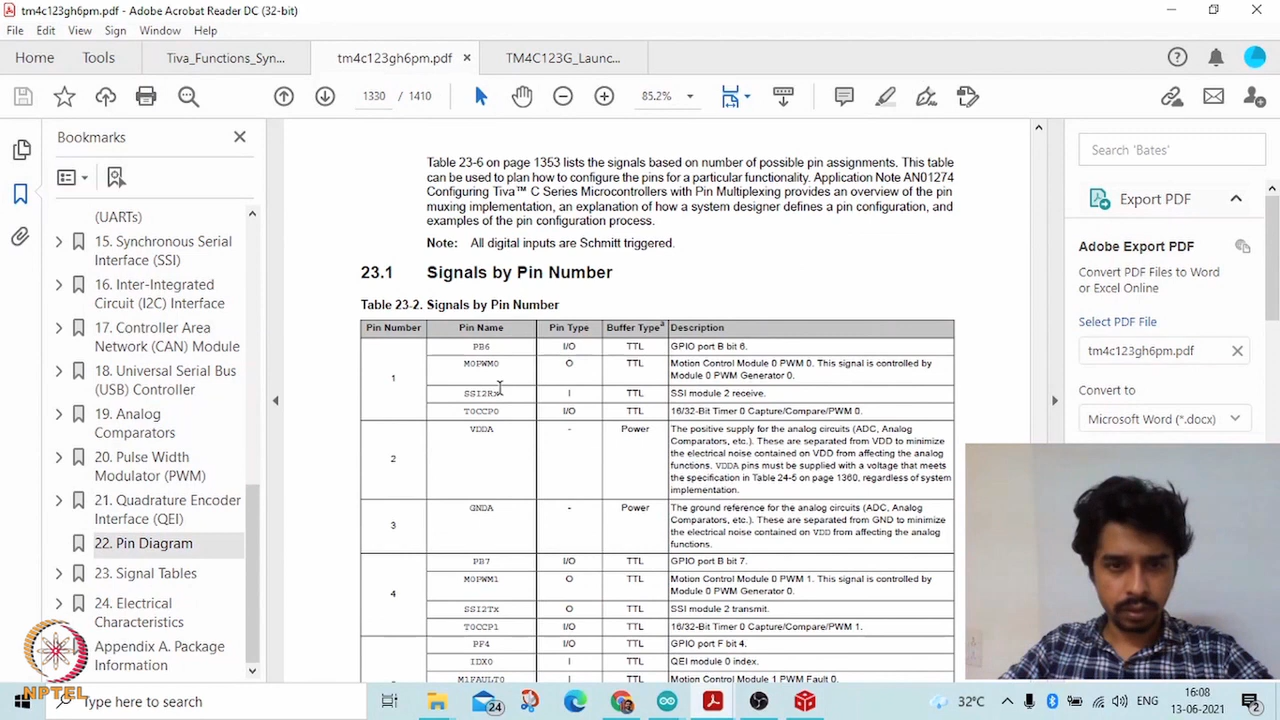 tm4c123gh6pm.pdf - Adobe Acrobat Reader DC (32-bit)
File Edit View Sign Window Help
Home Tools Tiva_Functions_Syn... tm4c123gh6pm.pdf TM4C123G_Launc...
1330 / 1410 85.2%
Bookmarks
(UARTs)
15. Synchronous Serial
Interface (SSI)
16. Inter-Integrated
Circuit (I2C) Interface
17. Controller Area
Network (CAN) Module
18. Universal Serial Bus
(USB) Controller
19. Analog
Comparators
20. Pulse Width
Modulator (PWM)
21. Quadrature Encoder
Interface (QEI)
22. Pin Diagram
23. Signal Tables
24. Electrical
Characteristics
Appendix A. Package
Information
Table 23-6 on page 1353 lists the signals based on number of possible pin assignments. This table
can be used to plan how to configure the pins for a particular functionality. Application Note AN01274
Configuring Tiva™ C Series Microcontrollers with Pin Multiplexing provides an overview of the pin
muxing implementation, an explanation of how a system designer defines a pin configuration, and
examples of the pin configuration process.
Note: All digital inputs are Schmitt triggered.
23.1 Signals by Pin Number
Table 23-2. Signals by Pin Number
Pin Number Pin Name Pin Type Buffer Typeᵃ Description
1
PB6 I/O TTL GPIO port B bit 6.
M0PWM0 O TTL Motion Control Module 0 PWM 0. This signal is controlled by
Module 0 PWM Generator 0.
SSI2Rx I TTL SSI module 2 receive.
T0CCP0 I/O TTL 16/32-Bit Timer 0 Capture/Compare/PWM 0.
2
VDDA - Power The positive supply for the analog circuits (ADC, Analog
Comparators, etc.). These are separated from VDD to minimize
the electrical noise contained on VDD from affecting the analog
functions. VDDA pins must be supplied with a voltage that meets
the specification in Table 24-5 on page 1360, regardless of system
implementation.
3
GNDA - Power The ground reference for the analog circuits (ADC, Analog
Comparators, etc.). These are separated from GND to minimize
the electrical noise contained on VDD from affecting the analog
functions.
4
PB7 I/O TTL GPIO port B bit 7.
M0PWM1 O TTL Motion Control Module 0 PWM 1. This signal is controlled by
Module 0 PWM Generator 0.
SSI2Tx O TTL SSI module 2 transmit.
T0CCP1 I/O TTL 16/32-Bit Timer 0 Capture/Compare/PWM 1.
PF4 I/O TTL GPIO port F bit 4.
IDX0 I TTL QEI module 0 index.
M1FAULT0 I TTL Motion Control Module 1 PWM Fault 0.
Search 'Bates'
Export PDF
Adobe Export PDF
Convert PDF Files to Word
or Excel Online
Select PDF File
tm4c123gh6pm.pdf
Convert to
Microsoft Word (*.docx)
NPTEL
Type here to search
24
32°C
ENG
16:08
13-06-2021
2